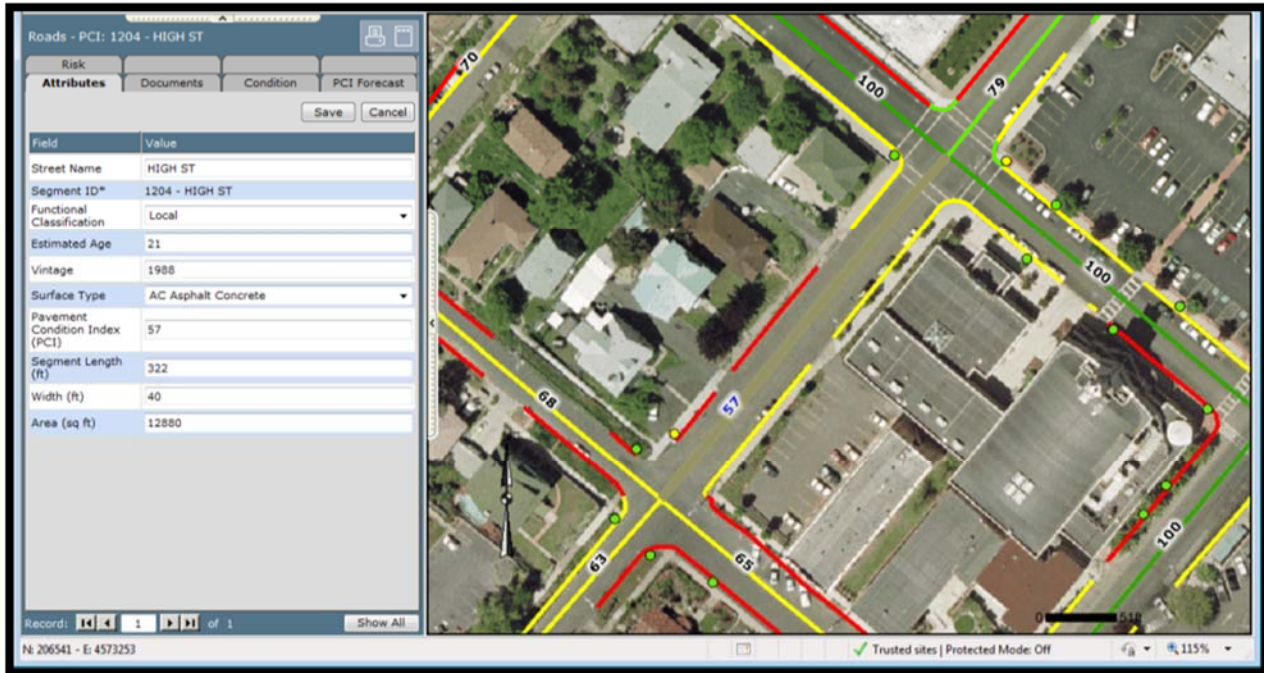 Roads - PCI: 1204 - HIGH ST
Risk
Attributes Documents Condition PCI Forecast
Save Cancel
Field Value
Street Name HIGH ST
Segment ID* 1204 - HIGH ST
Functional
Classification Local
Estimated Age 21
Vintage 1988
Surface Type AC Asphalt Concrete
Pavement
Condition Index
(PCI) 57
Segment Length
(ft) 322
Width (ft) 40
Area (sq ft) 12880
Record: 1 of 1 Show All
70
100
79
100
68
57
63
65
100
0 518
N: 206541 - E: 4573253 Trusted sites | Protected Mode: Off 115%